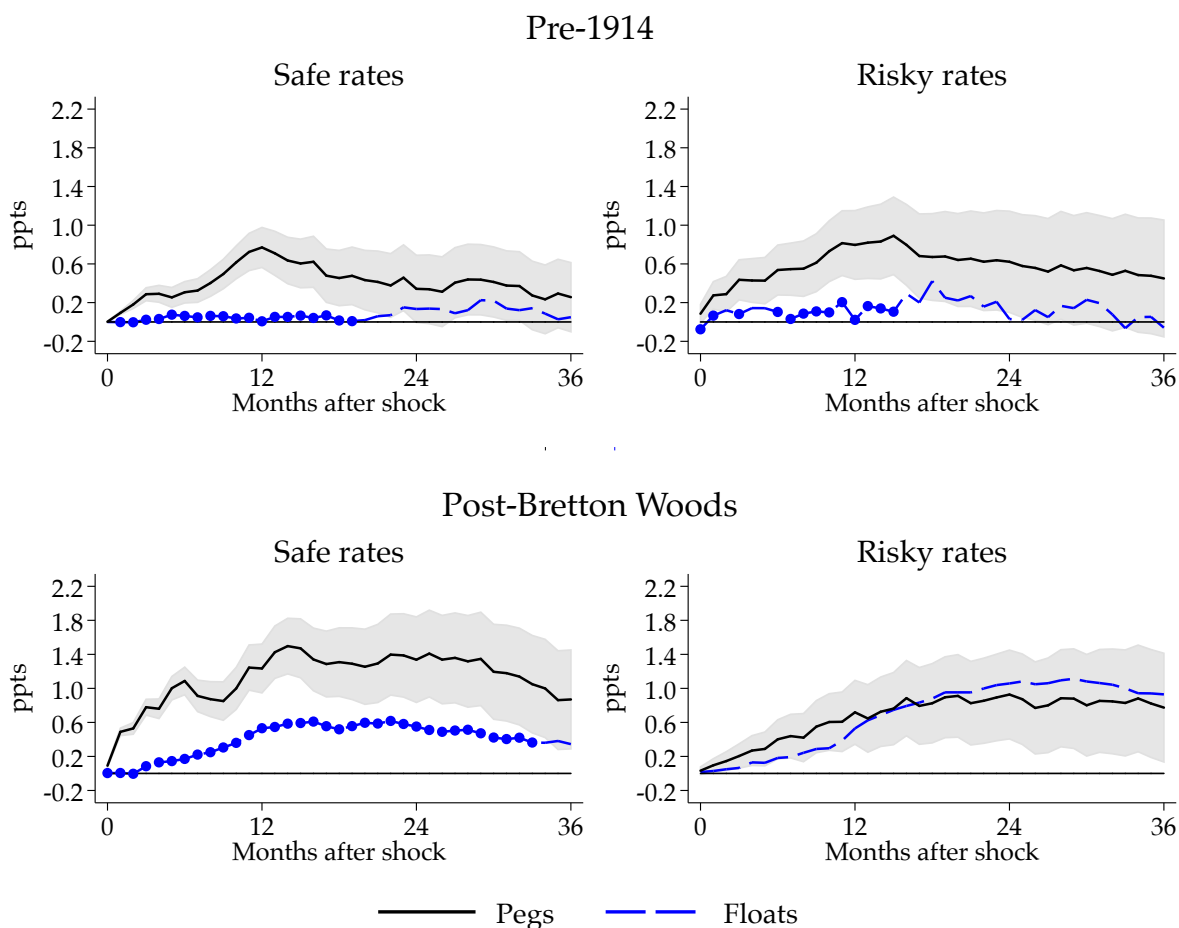 Pre-1914
Safe rates
Risky rates
2.2
1.8
1.4
1.0
0.6
0.2
-0.2
ppts
0 12 24 36
Months after shock
2.2
1.8
1.4
1.0
0.6
0.2
-0.2
ppts
0 12 24 36
Months after shock
Post-Bretton Woods
Safe rates
Risky rates
2.2
1.8
1.4
1.0
0.6
0.2
-0.2
ppts
0 12 24 36
Months after shock
2.2
1.8
1.4
1.0
0.6
0.2
-0.2
ppts
0 12 24 36
Months after shock
Pegs Floats